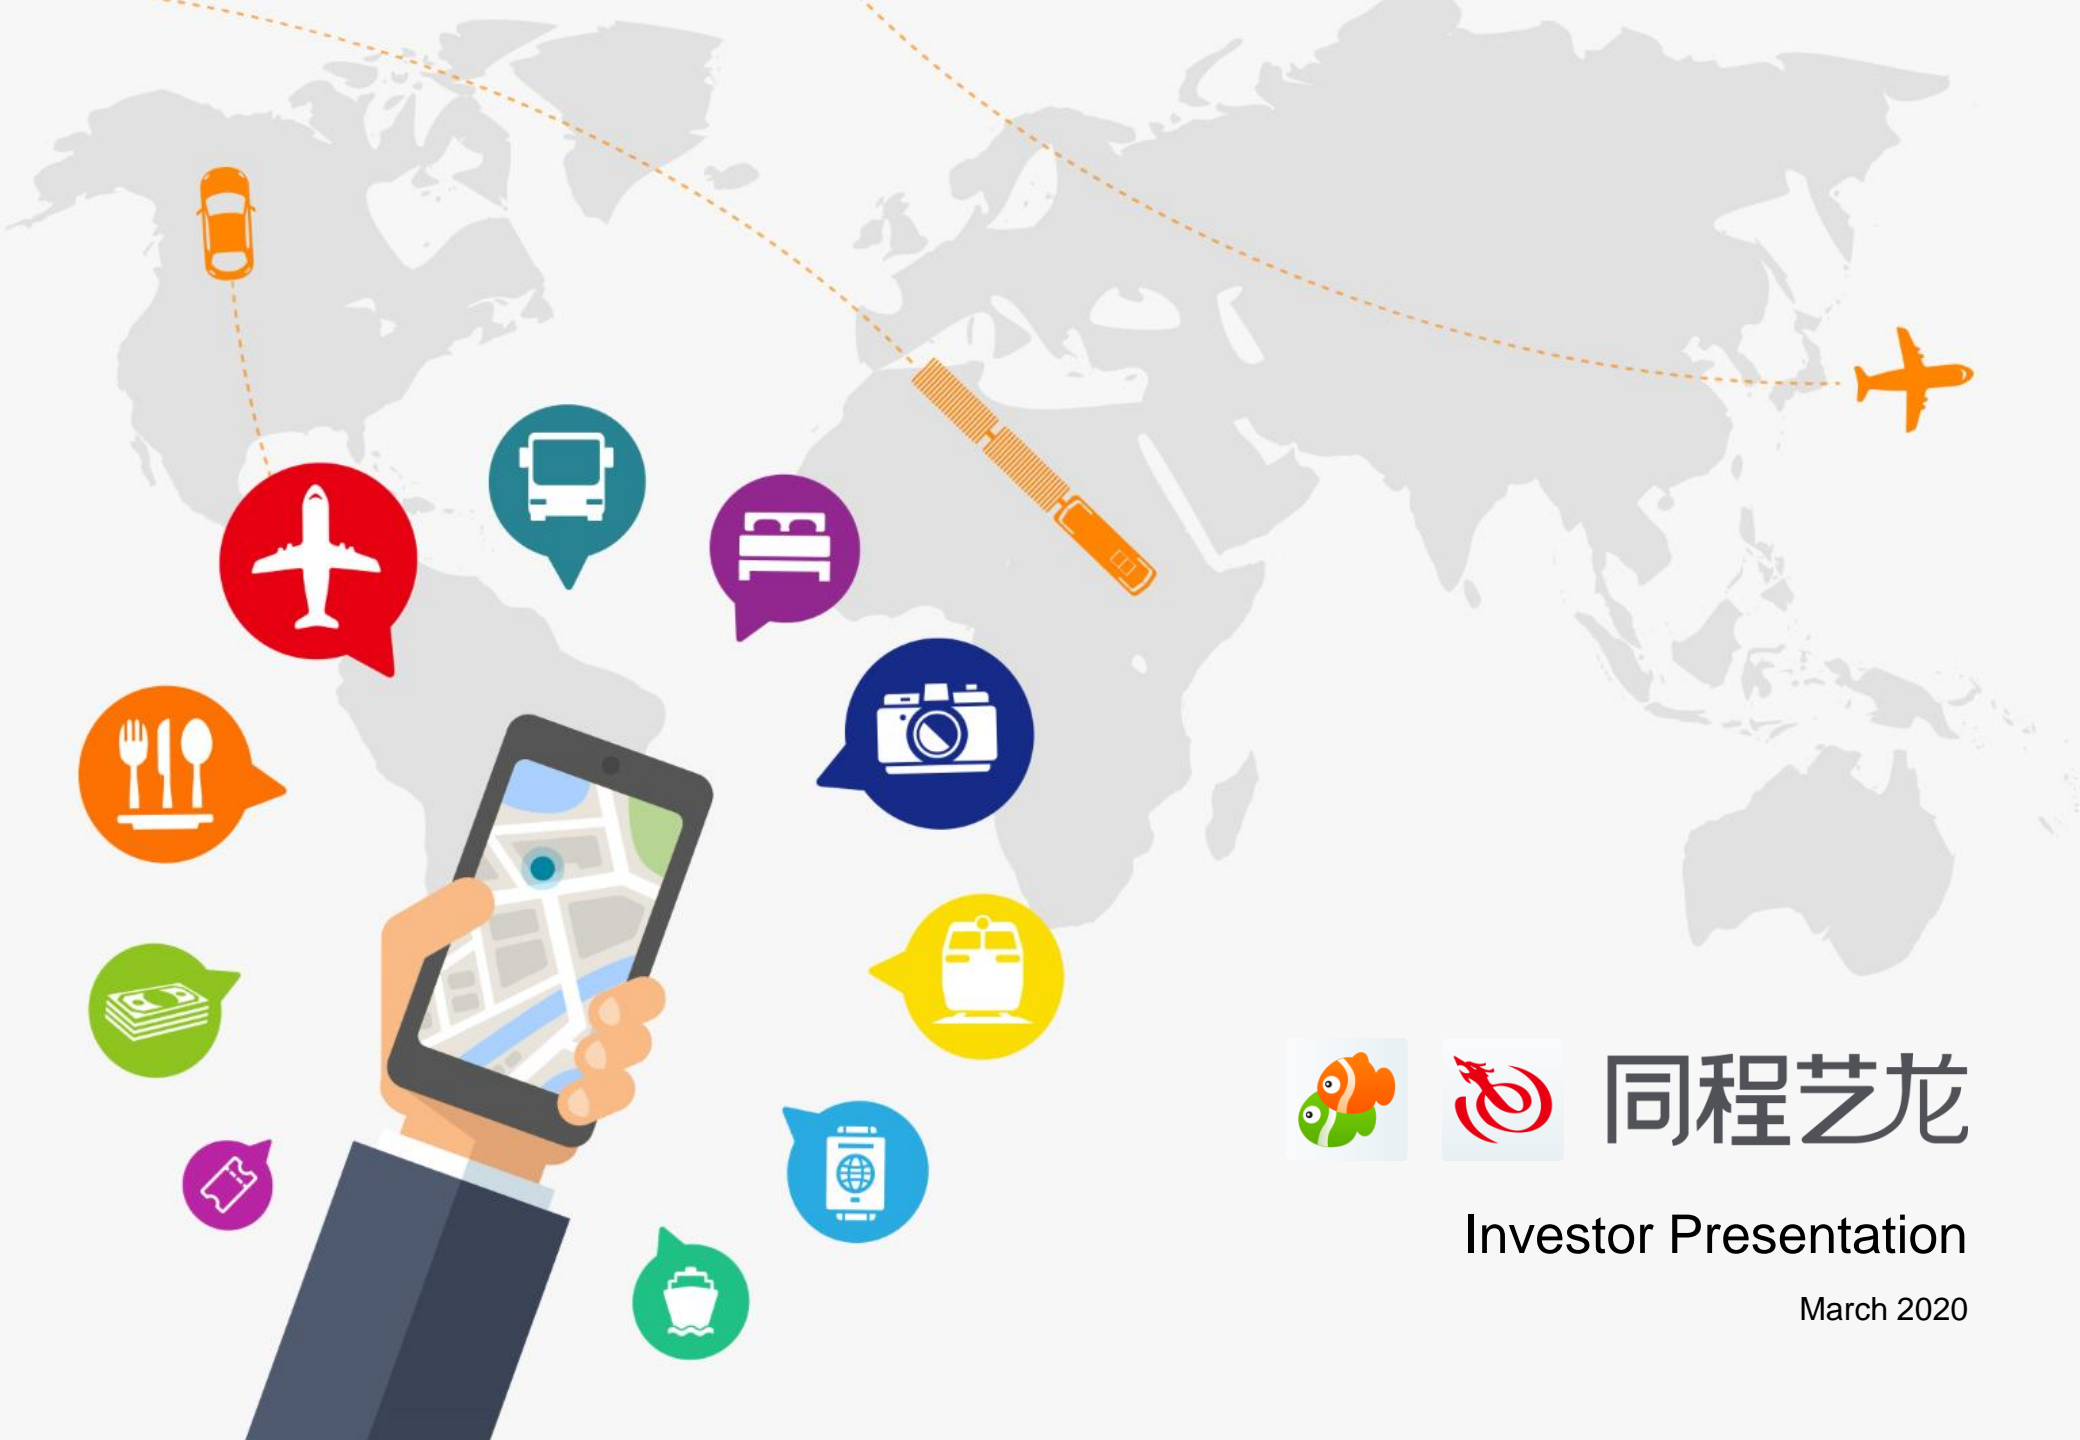 同程艺龙
Investor Presentation
March 2020